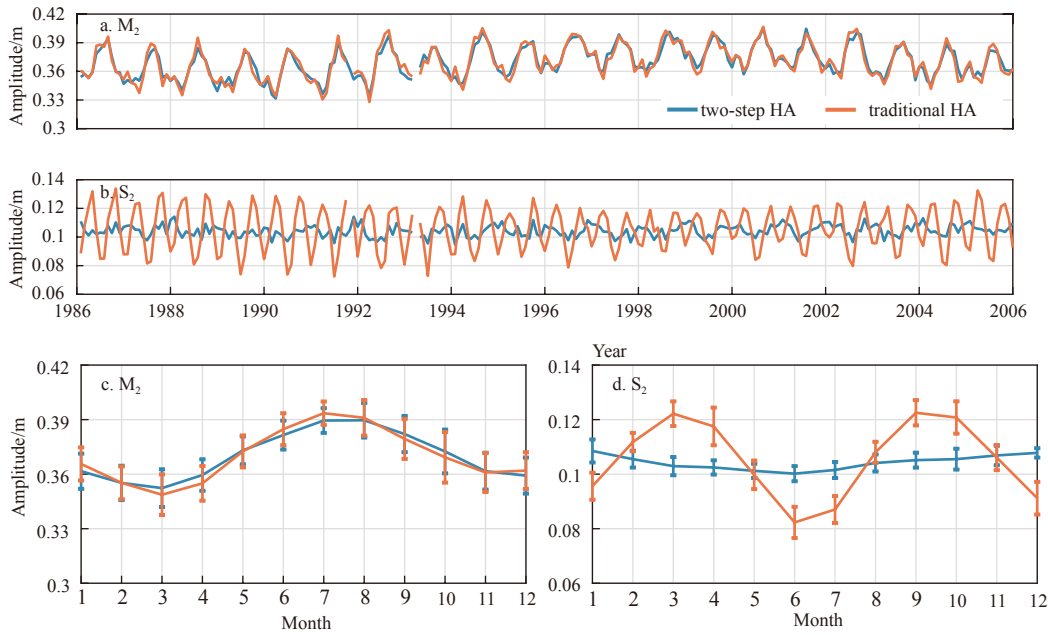 a. M₂
Amplitude/m
0.42
0.39
0.36
0.33
0.3
two-step HA
traditional HA
b. S₂
Amplitude/m
0.14
0.12
0.1
0.08
0.06
1986 1988 1990 1992 1994 1996 1998 2000 2002 2004 2006
Year
c. M₂
Amplitude/m
0.42
0.39
0.36
0.33
0.3
1 2 3 4 5 6 7 8 9 10 11 12
Month
d. S₂
0.14
0.12
0.1
0.08
0.06
1 2 3 4 5 6 7 8 9 10 11 12
Month